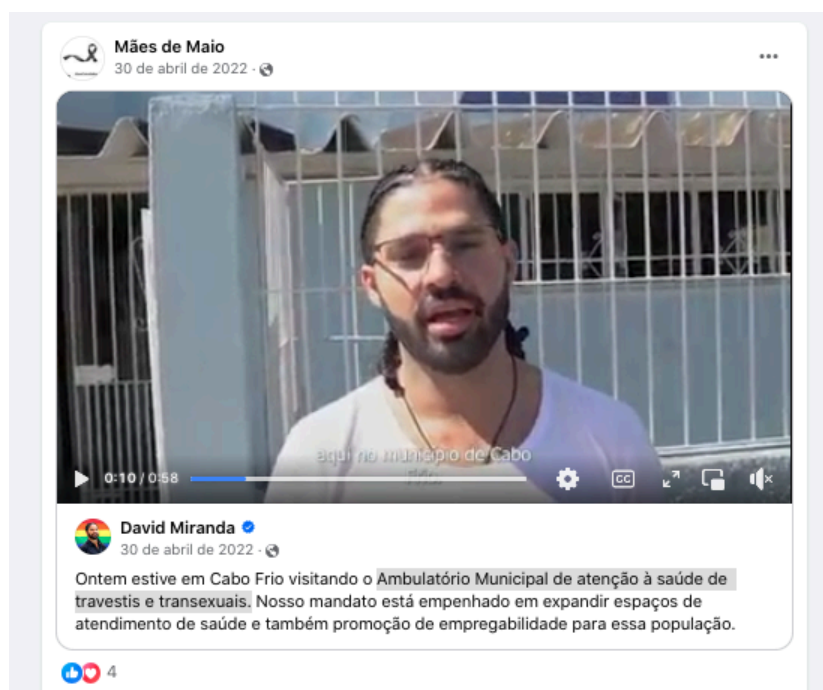 Mães de Maio
30 de abril de 2022 ·
aqui no município de Cabo
Frio.
0:10 / 0:58
CC
David Miranda
30 de abril de 2022 ·
Ontem estive em Cabo Frio visitando o Ambulatório Municipal de atenção à saúde de
travestis e transexuais. Nosso mandato está empenhado em expandir espaços de
atendimento de saúde e também promoção de empregabilidade para essa população.
4